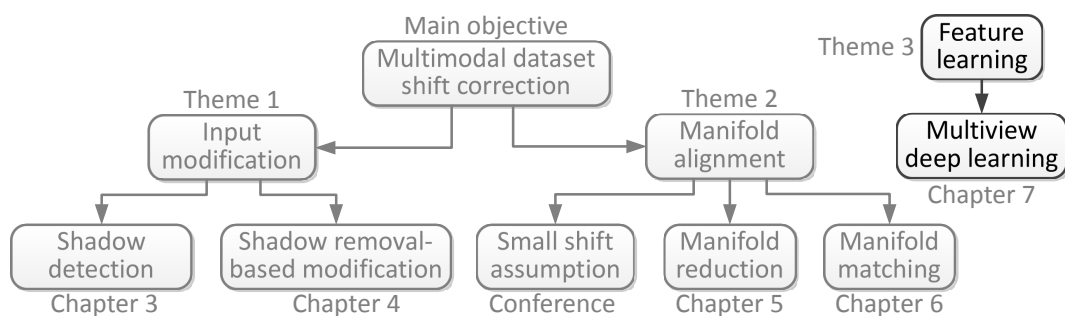 Main objective
Multimodal dataset
shift correction
Theme 1
Input
modification
Shadow
detection
Chapter 3
Shadow removal-
based modification
Chapter 4
Theme 2
Manifold
alignment
Small shift
assumption
Conference
Manifold
reduction
Chapter 5
Manifold
matching
Chapter 6
Theme 3
Feature
learning
Multiview
deep learning
Chapter 7